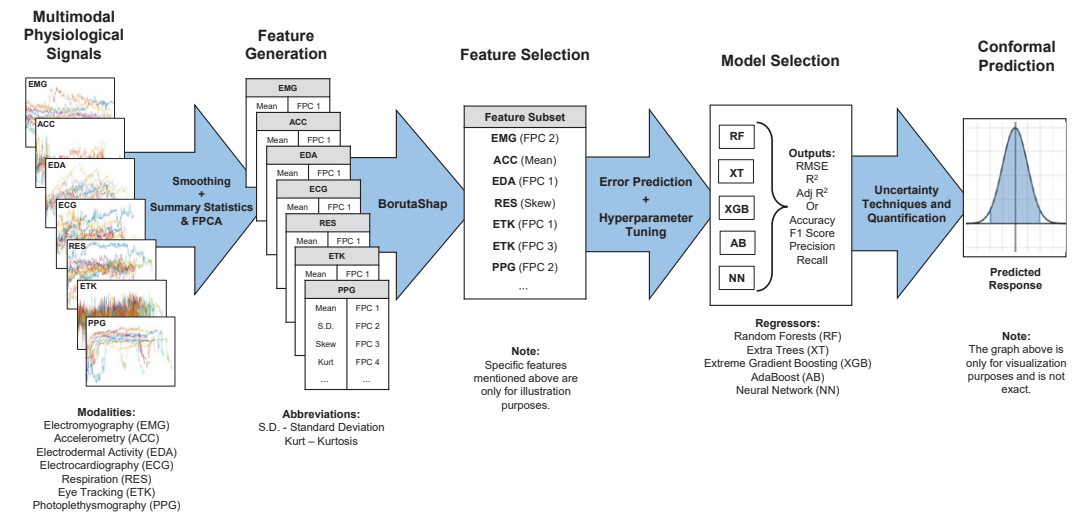 Multimodal
Physiological
Signals
EMG
ACC
EDA
ECG
RES
ETK
PPG
Modalities:
Electromyography (EMG)
Accelerometry (ACC)
Electrodermal Activity (EDA)
Electrocardiography (ECG)
Respiration (RES)
Eye Tracking (ETK)
Photoplethysmography (PPG)
Smoothing
+
Summary Statistics
& FPCA
Feature
Generation
EMG
Mean FPC 1
ACC
Mean FPC 1
EDA
Mean FPC 1
ECG
Mean FPC 1
RES
Mean FPC 1
ETK
Mean FPC 1
PPG
Mean FPC 1
S.D. FPC 2
Skew FPC 3
Kurt FPC 4
... ...
Abbreviations:
S.D. - Standard Deviation
Kurt – Kurtosis
BorutaShap
Feature Selection
Feature Subset
EMG (FPC 2)
ACC (Mean)
EDA (FPC 1)
RES (Skew)
ETK (FPC 1)
ETK (FPC 3)
PPG (FPC 2)
...
Note:
Specific features
mentioned above are
only for illustration
purposes.
Error Prediction
+
Hyperparameter
Tuning
Model Selection
RF
XT
XGB
AB
NN
Outputs:
RMSE
R²
Adj R²
Or
Accuracy
F1 Score
Precision
Recall
Regressors:
Random Forests (RF)
Extra Trees (XT)
Extreme Gradient Boosting (XGB)
AdaBoost (AB)
Neural Network (NN)
Uncertainty
Techniques and
Quantification
Conformal
Prediction
Predicted
Response
Note:
The graph above is
only for visualization
purposes and is not
exact.